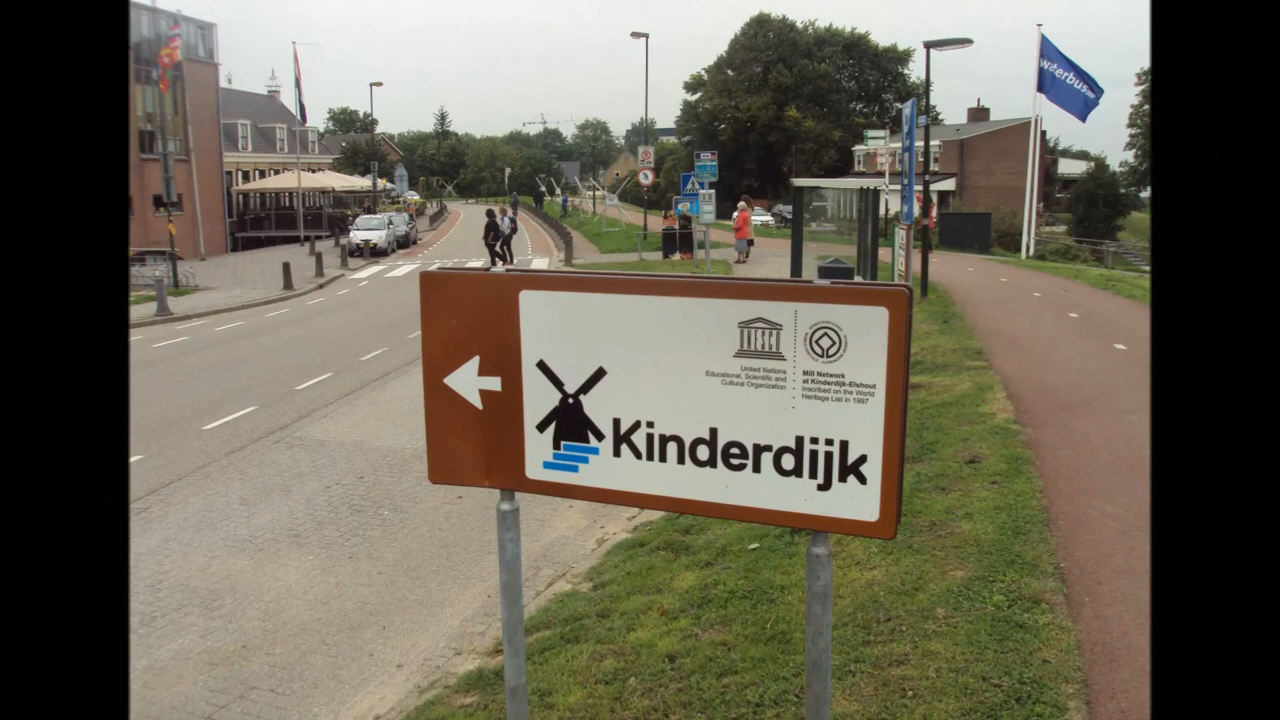 waterbus
UNESCO
United Nations
Educational, Scientific and
Cultural Organization
Mill Network
at Kinderdijk-Elshout
inscribed on the World
Heritage List in 1997
Kinderdijk